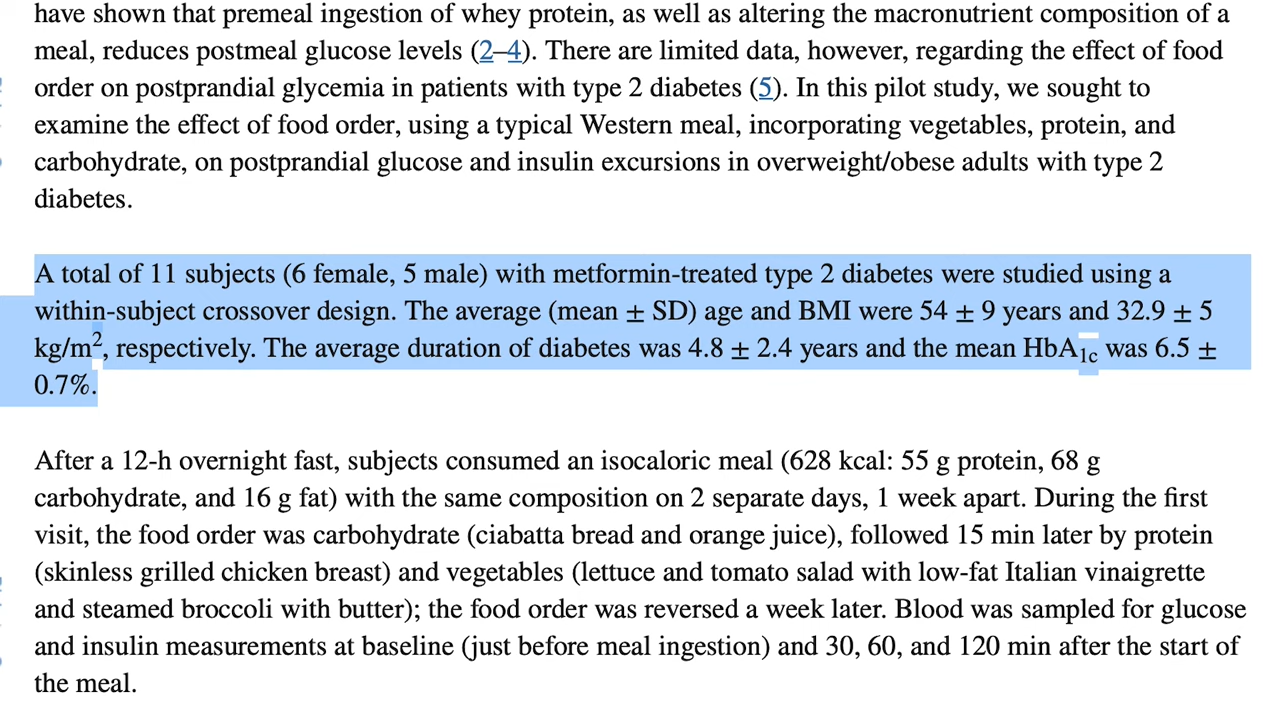 have shown that premeal ingestion of whey protein, as well as altering the macronutrient composition of a
meal, reduces postmeal glucose levels (2–4). There are limited data, however, regarding the effect of food
order on postprandial glycemia in patients with type 2 diabetes (5). In this pilot study, we sought to
examine the effect of food order, using a typical Western meal, incorporating vegetables, protein, and
carbohydrate, on postprandial glucose and insulin excursions in overweight/obese adults with type 2
diabetes.
A total of 11 subjects (6 female, 5 male) with metformin-treated type 2 diabetes were studied using a
within-subject crossover design. The average (mean ± SD) age and BMI were 54 ± 9 years and 32.9 ± 5
kg/m², respectively. The average duration of diabetes was 4.8 ± 2.4 years and the mean HbA1c was 6.5 ±
0.7%.
After a 12-h overnight fast, subjects consumed an isocaloric meal (628 kcal: 55 g protein, 68 g
carbohydrate, and 16 g fat) with the same composition on 2 separate days, 1 week apart. During the first
visit, the food order was carbohydrate (ciabatta bread and orange juice), followed 15 min later by protein
(skinless grilled chicken breast) and vegetables (lettuce and tomato salad with low-fat Italian vinaigrette
and steamed broccoli with butter); the food order was reversed a week later. Blood was sampled for glucose
and insulin measurements at baseline (just before meal ingestion) and 30, 60, and 120 min after the start of
the meal.